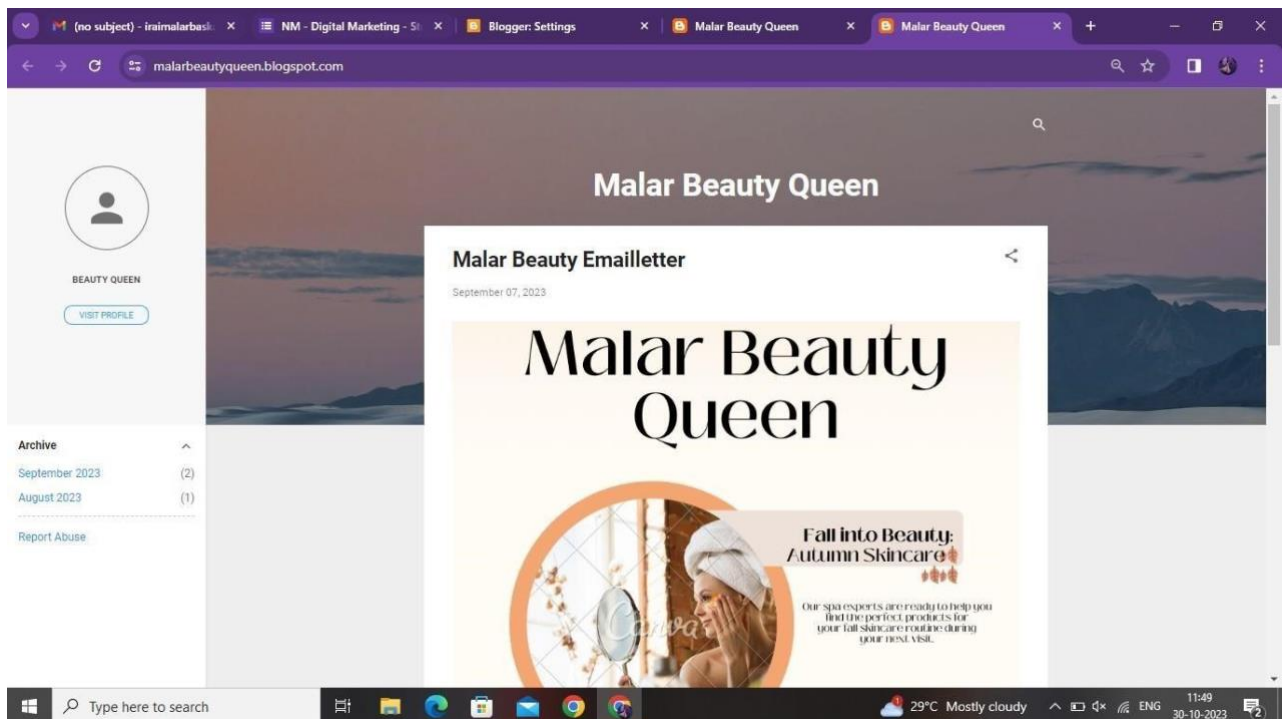 (no subject) - iraimalarbask
NM - Digital Marketing - St
Blogger: Settings
Malar Beauty Queen
Malar Beauty Queen
malarbeautyqueen.blogspot.com
Malar Beauty Queen
BEAUTY QUEEN
VISIT PROFILE
Archive
September 2023 (2)
August 2023 (1)
Report Abuse
Malar Beauty Emailletter
September 07, 2023
Malar Beauty
Queen
Fall into Beauty:
Autumn Skincare
Our spa experts are ready to help you
find the perfect products for
your fall skincare routine during
your next visit.
Canva
Type here to search
29°C Mostly cloudy
ENG
11:49
30-10-2023
2